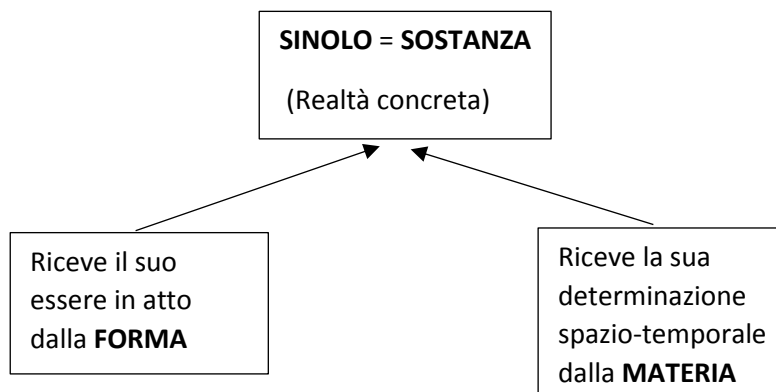 SINOLO = SOSTANZA
(Realtà concreta)
Riceve il suo
essere in atto
dalla FORMA
Riceve la sua
determinazione
spazio-temporale
dalla MATERIA